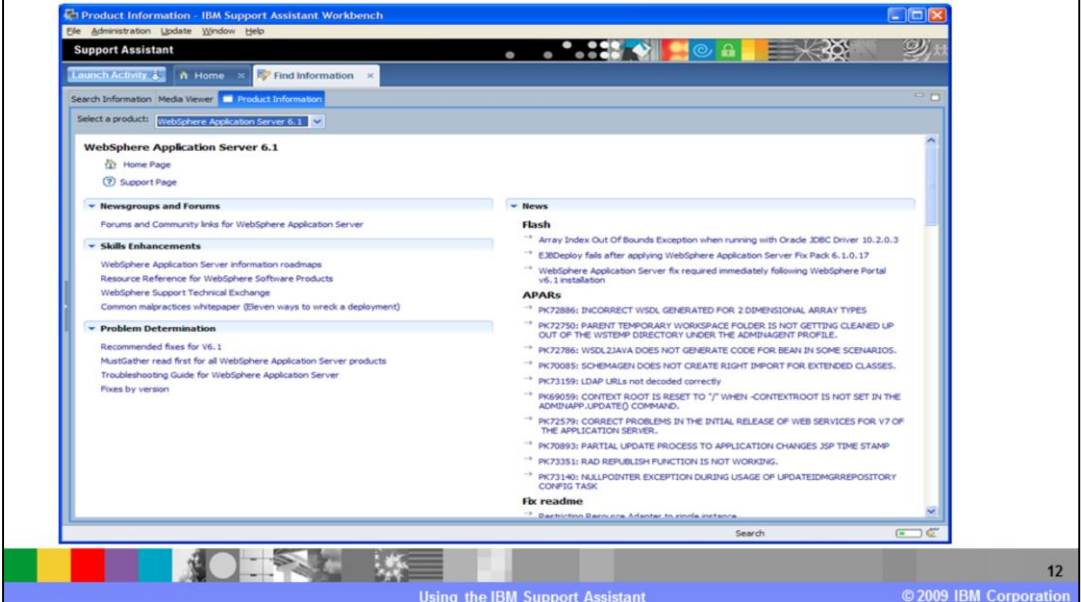 Product Information - IBM Support Assistant Workbench
File Administration Update Window Help
Support Assistant
Launch Activity Home Find Information
Search Information Media Viewer Product Information
Select a product: WebSphere Application Server 6.1
WebSphere Application Server 6.1
Home Page
Support Page
Newsgroups and Forums
Forums and Community links for WebSphere Application Server
Skills Enhancements
WebSphere Application Server information roadmaps
Resource Reference for WebSphere Software Products
WebSphere Support Technical Exchange
Common malpractices whitepaper (Eleven ways to wreck a deployment)
Problem Determination
Recommended fixes for V6.1
MustGather read first for all WebSphere Application Server products
Troubleshooting Guide for WebSphere Application Server
Fixes by version
News
Flash
Array Index Out Of Bounds Exception when running with Oracle JDBC Driver 10.2.0.3
EJBDeploy fails after applying WebSphere Application Server Fix Pack 6.1.0.17
WebSphere Application Server fix required immediately following WebSphere Portal
v6.1 installation
APARs
PK72886: INCORRECT WSDL GENERATED FOR 2 DIMENSIONAL ARRAY TYPES
PK72750: PARENT TEMPORARY WORKSPACE FOLDER IS NOT GETTING CLEANED UP
OUT OF THE WSTEMP DIRECTORY UNDER THE ADMINAGENT PROFILE.
PK72786: WSDL2JAVA DOES NOT GENERATE CODE FOR BEAN IN SOME SCENARIOS.
PK70085: SCHEMAGEN DOES NOT CREATE RIGHT IMPORT FOR EXTENDED CLASSES.
PK73159: LDAP URLs not decoded correctly
PK69059: CONTEXT ROOT IS RESET TO "/" WHEN -CONTEXTROOT IS NOT SET IN THE
ADMINAPP.UPDATE() COMMAND.
PK72579: CORRECT PROBLEMS IN THE INTIAL RELEASE OF WEB SERVICES FOR V7 OF
THE APPLICATION SERVER.
PK70893: PARTIAL UPDATE PROCESS TO APPLICATION CHANGES JSP TIME STAMP
PK73351: RAD REPUBLISH FUNCTION IS NOT WORKING.
PK73140: NULLPOINTER EXCEPTION DURING USAGE OF UPDATEIDMGRREPOSITORY
CONFIG TASK
Fix readme
Restricting Resource Adapter to single instance
Search
12
Using the IBM Support Assistant
© 2009 IBM Corporation